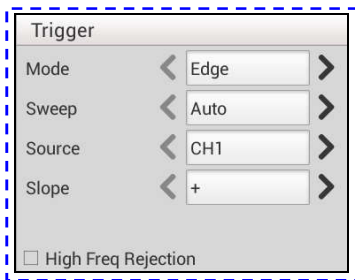 Trigger
Mode Edge
Sweep Auto
Source CH1
Slope +
High Freq Rejection